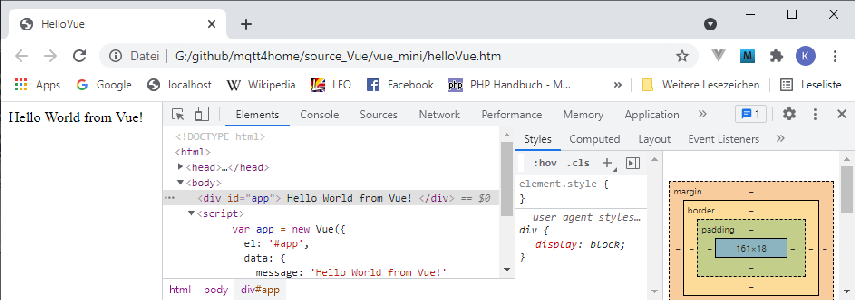 HelloVue
Datei G:/github/mqtt4home/source_Vue/vue_mini/helloVue.htm
K
Apps Google localhost Wikipedia LEO Facebook PHP Handbuch - M... » Weitere Lesezeichen Leseliste
Hello World from Vue!
Elements Console Sources Network Performance Memory Application » 1
<!DOCTYPE html>
<html>
<head>…</head>
<body>
<div id="app"> Hello World from Vue! </div> == $0
<script>
var app = new Vue({
el: '#app',
data: {
message: 'Hello World from Vue!'
html body div#app
Styles Computed Layout Event Listeners »
:hov .cls
element.style {
}
user agent styles…
div {
display: block;
}
margin
border
padding
161×18